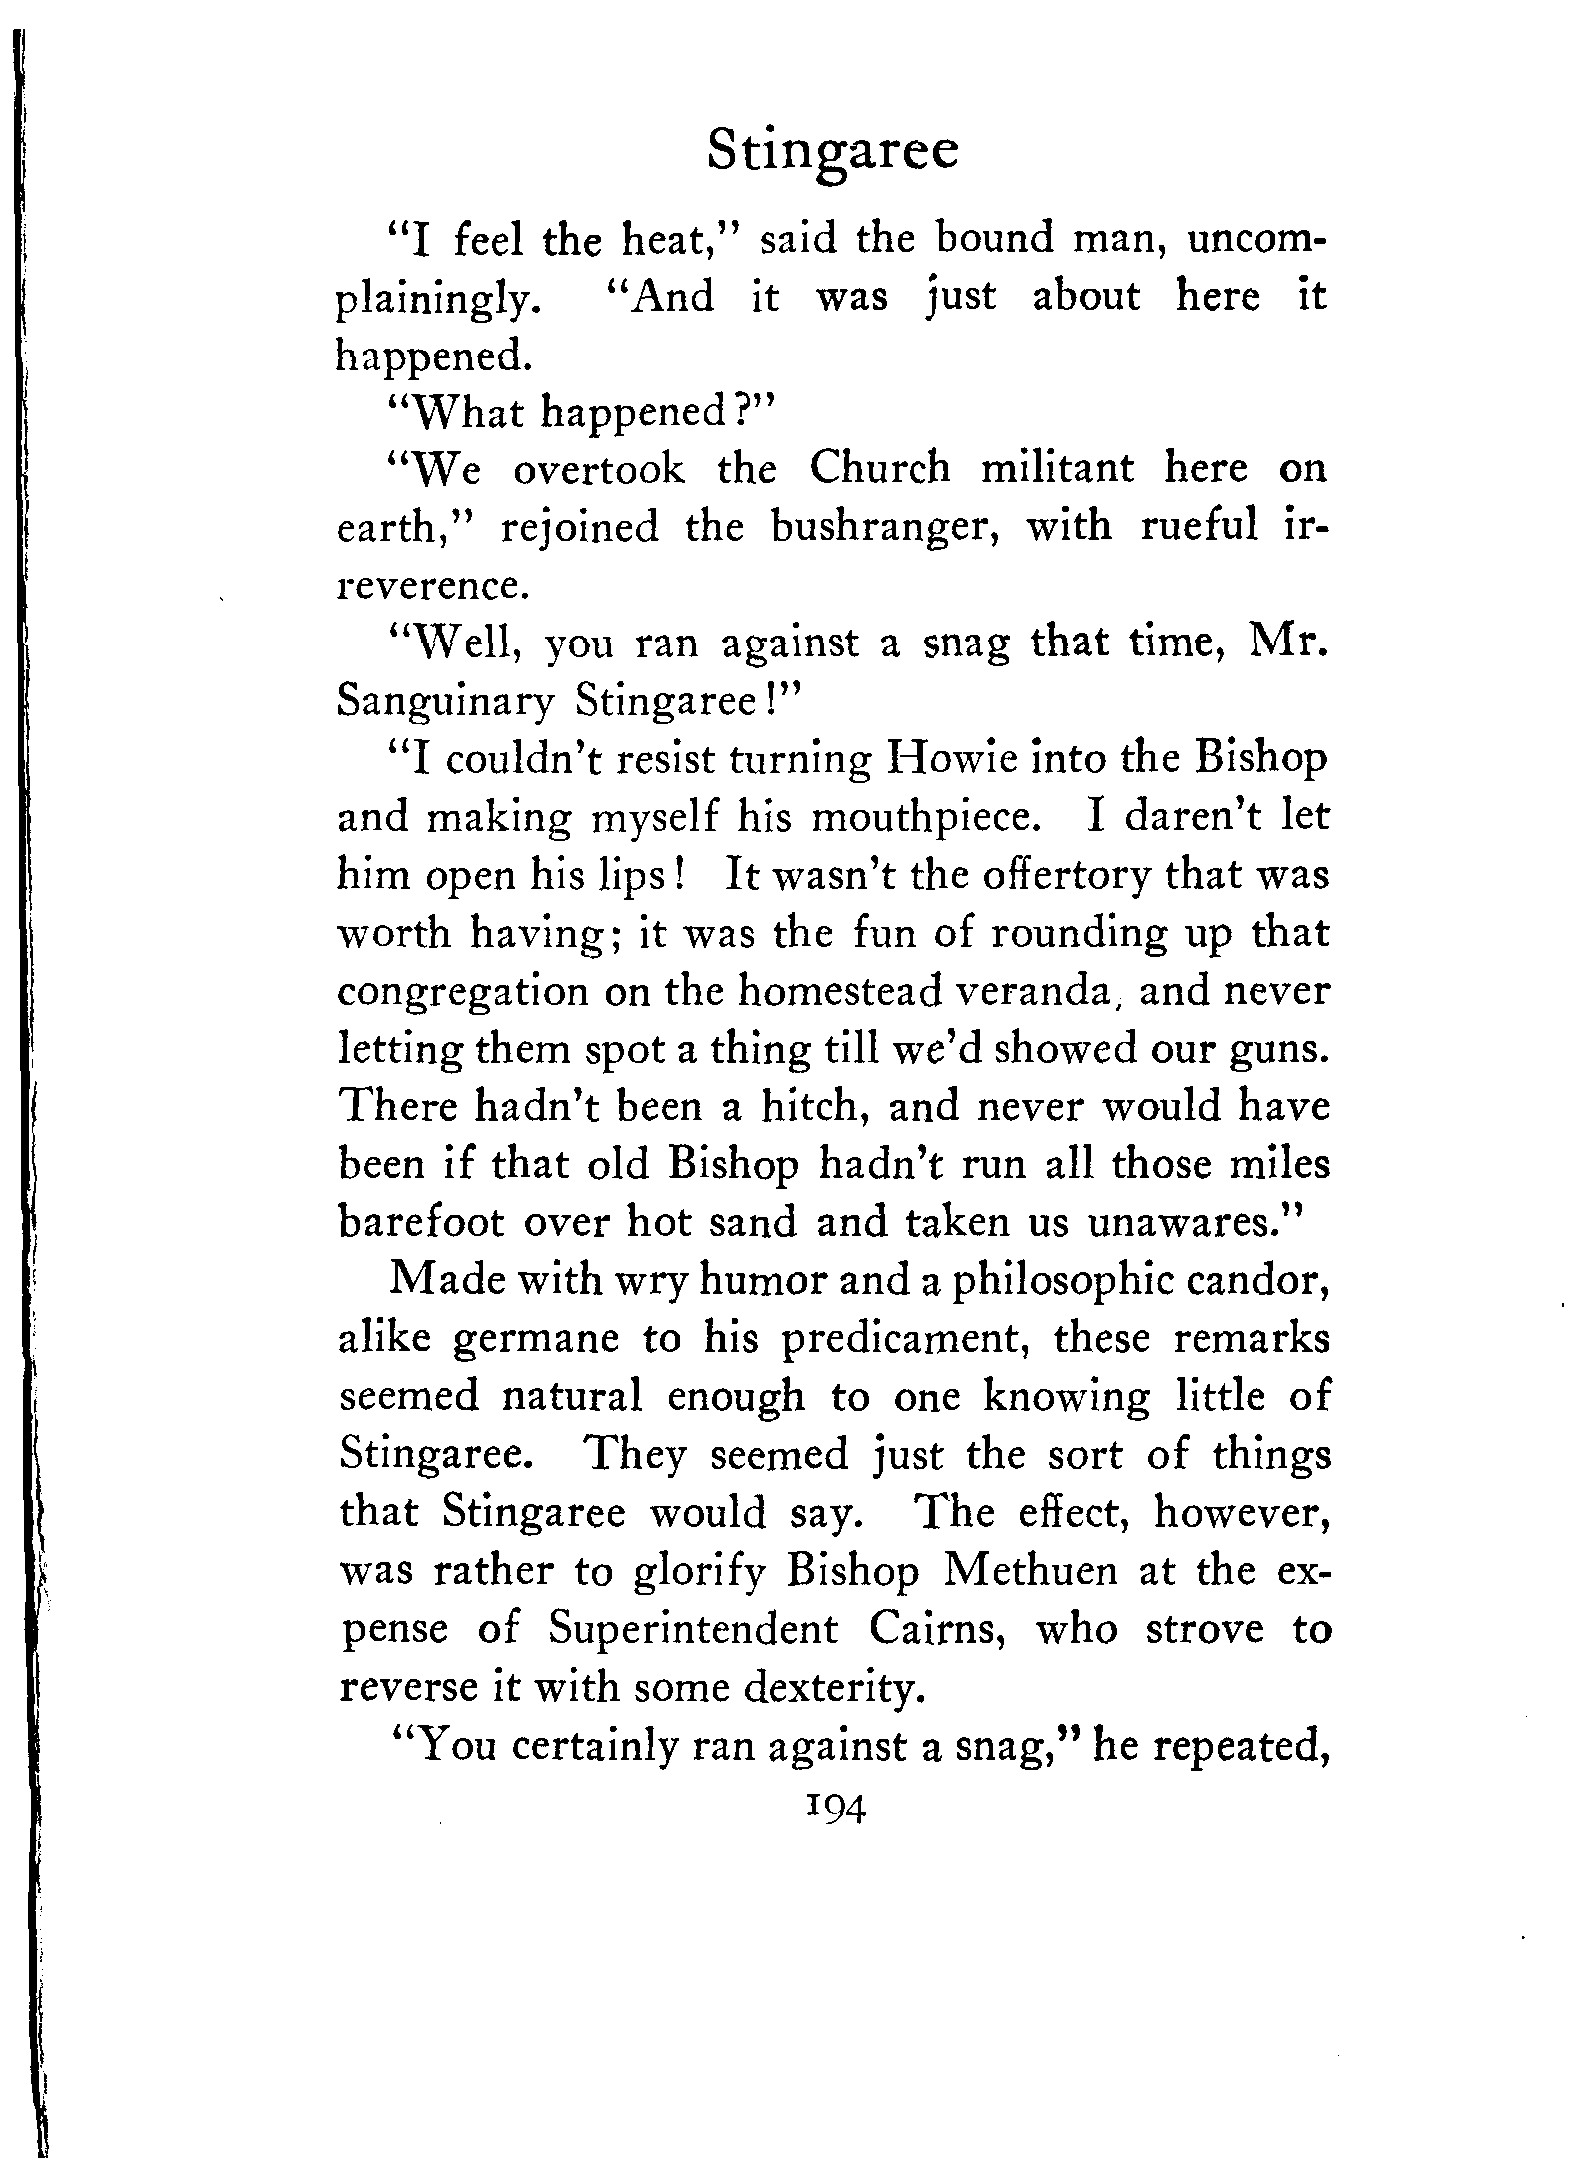 Stingaree
“I feel the heat,” said the bound man, uncom-
plainingly. “And it was just about here it
happened.
“What happened?”
“We overtook the Church militant here on
earth,” rejoined the bushranger, with rueful ir-
reverence.
“Well, you ran against a snag that time, Mr.
Sanguinary Stingaree!”
“I couldn’t resist turning Howie into the Bishop
and making myself his mouthpiece. I daren’t let
him open his lips! It wasn’t the offertory that was
worth having; it was the fun of rounding up that
congregation on the homestead veranda, and never
letting them spot a thing till we’d showed our guns.
There hadn’t been a hitch, and never would have
been if that old Bishop hadn’t run all those miles
barefoot over hot sand and taken us unawares.”
Made with wry humor and a philosophic candor,
alike germane to his predicament, these remarks
seemed natural enough to one knowing little of
Stingaree. They seemed just the sort of things
that Stingaree would say. The effect, however,
was rather to glorify Bishop Methuen at the ex-
pense of Superintendent Cairns, who strove to
reverse it with some dexterity.
“You certainly ran against a snag,” he repeated,
194